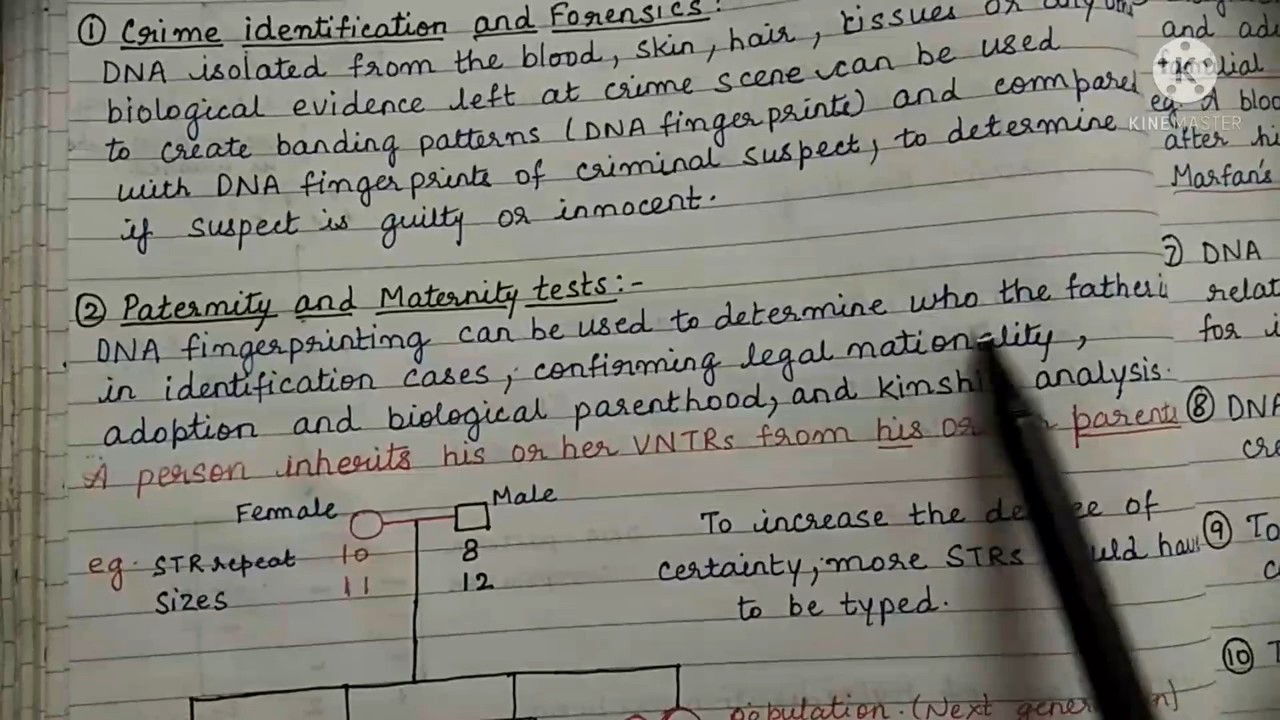 ① Crime identification and Forensics:
DNA isolated from the blood, skin, hair, tissues or
biological evidence left at crime scene can be used
to create banding patterns (DNA fingerprints) and compared
with DNA fingerprints of criminal suspect, to determine
if suspect is guilty or innocent.
② Paternity and Maternity tests:-
DNA fingerprinting can be used to determine who the father
in identification cases, confirming legal nationality,
adoption and biological parenthood, and kinship analysis.
A person inherits his or her VNTRs from his or parents
Female Male
eg. STR repeat 10 8
Sizes 11 12
To increase the degree of
certainty, more STRs have
to be typed.
population. (Next generation)
and
familial
eg. A
after
Marfan's
7) DNA
for
⑧ DNA
⑨ To
⑩
KINEMASTER